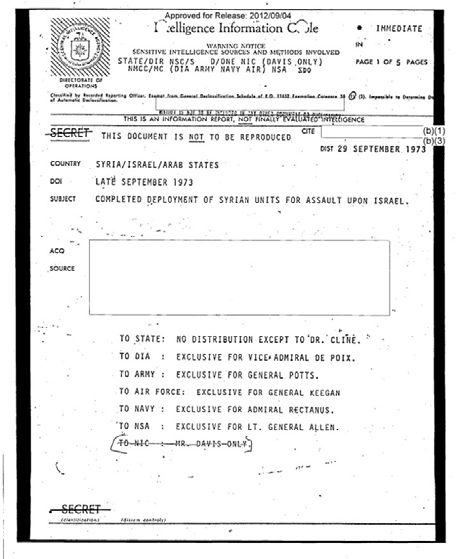 Approved for Release: 2012/09/04
Intelligence Information Cable
IMMEDIATE
WARNING NOTICE
SENSITIVE INTELLIGENCE SOURCES AND METHODS INVOLVED
IN
STATE/DIR NSC/S D/ONE NIC (DAVIS ONLY)
NMCC/MC (DIA ARMY NAVY AIR) NSA SDO
PAGE 1 OF 5 PAGES
DIRECTORATE OF
OPERATIONS
Classified by Recorded Reporting Officer. Exempt from General Declassification Schedule of E.O. 11652 Exemption Category 5B (2). Impossible to Determine
of Automatic Declassification.
THIS IS AN INFORMATION REPORT, NOT FINALLY EVALUATED INTELLIGENCE
SECRET
THIS DOCUMENT IS NOT TO BE REPRODUCED
CITE
(b)(1)
(b)(3)
DIST 29 SEPTEMBER 1973
COUNTRY SYRIA/ISRAEL/ARAB STATES
DOI LATE SEPTEMBER 1973
SUBJECT COMPLETED DEPLOYMENT OF SYRIAN UNITS FOR ASSAULT UPON ISRAEL.
ACQ
SOURCE
TO STATE: NO DISTRIBUTION EXCEPT TO DR. CLINE.
TO DIA : EXCLUSIVE FOR VICE ADMIRAL DE POIX.
TO ARMY : EXCLUSIVE FOR GENERAL POTTS.
TO AIR FORCE: EXCLUSIVE FOR GENERAL KEEGAN
TO NAVY : EXCLUSIVE FOR ADMIRAL RECTANUS.
TO NSA : EXCLUSIVE FOR LT. GENERAL ALLEN.
TO NIC : MR. DAVIS ONLY.
SECRET
(classification) (dissem controls)